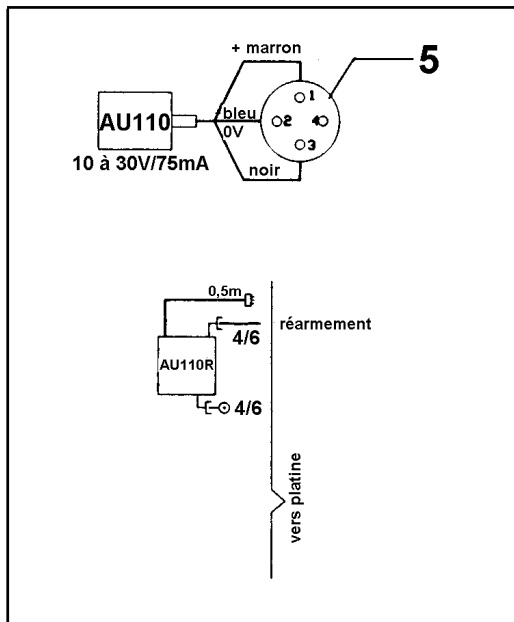 + marron
5
1
AU110
bleu
2
4
0V
3
10 à 30V/75mA
noir
0,5m
4/6
réarmement
AU110R
4/6
vers platine